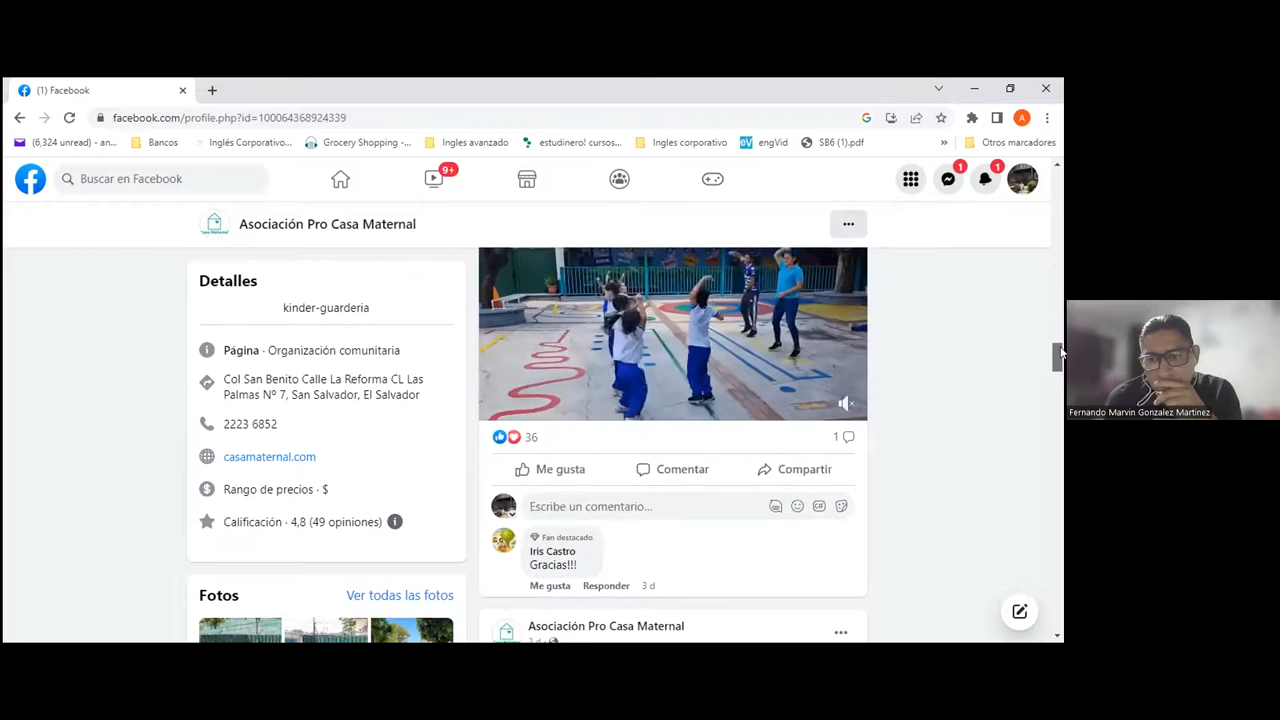 (1) Facebook
facebook.com/profile.php?id=100064368924339
(6,324 unread) - an...
Bancos
Inglés Corporativo...
Grocery Shopping -...
Ingles avanzado
estudinero! cursos...
Ingles corporativo
engVid
SB6 (1).pdf
»
Otros marcadores
Buscar en Facebook
9+
1
1
Asociación Pro Casa Maternal
Detalles
kinder-guarderia
Página · Organización comunitaria
Col San Benito Calle La Reforma CL Las
Palmas Nº 7, San Salvador, El Salvador
2223 6852
casamaternal.com
Rango de precios · $
Calificación · 4,8 (49 opiniones)
Fotos
Ver todas las fotos
36
1
Me gusta
Comentar
Compartir
Escribe un comentario...
Fan destacado
Iris Castro
Gracias!!!
Me gusta Responder 3 d
Asociación Pro Casa Maternal
3 d
Fernando Marvin Gonzalez Martinez